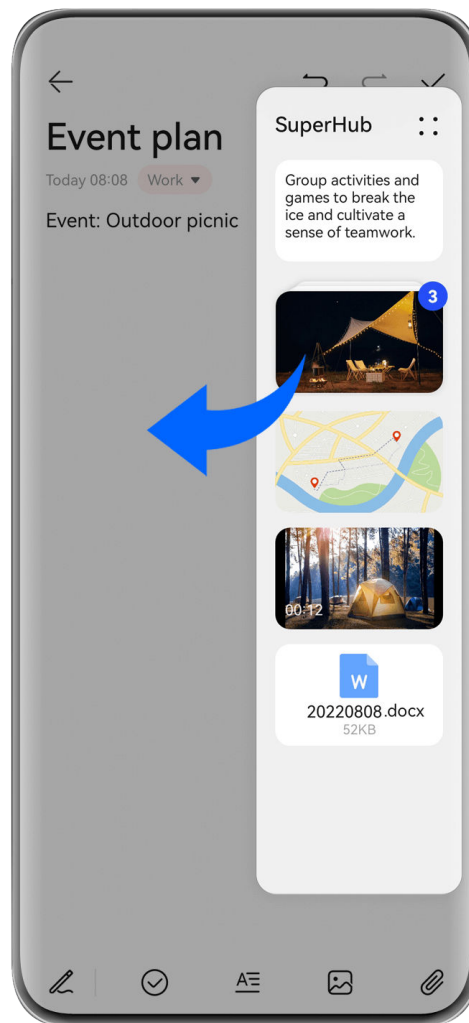 Event plan
Today 08:08 Work
Event: Outdoor picnic
SuperHub
Group activities and
games to break the
ice and cultivate a
sense of teamwork.
3
00:12
W
20220808.docx
52KB
A